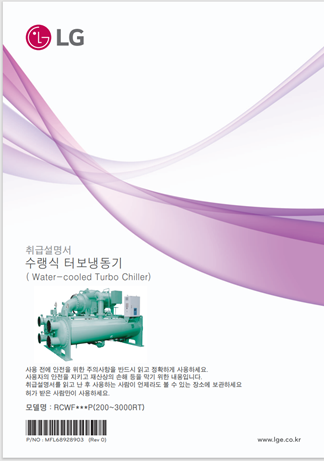 LG
취급설명서
수랭식 터보냉동기
( Water-cooled Turbo Chiller)
사용 전에 안전을 위한 주의사항을 반드시 읽고 정확하게 사용하세요.
사용자의 안전을 지키고 재산상의 손해 등을 막기 위한 내용입니다.
취급설명서를 읽고 난 후 사용하는 사람이 언제라도 볼 수 있는 장소에 보관하세요
허가 받은 사람만이 사용하세요.
모델명 : RCWF***P(200~3000RT)
P/NO : MFL68928903 (Rev 0)
www.lge.co.kr